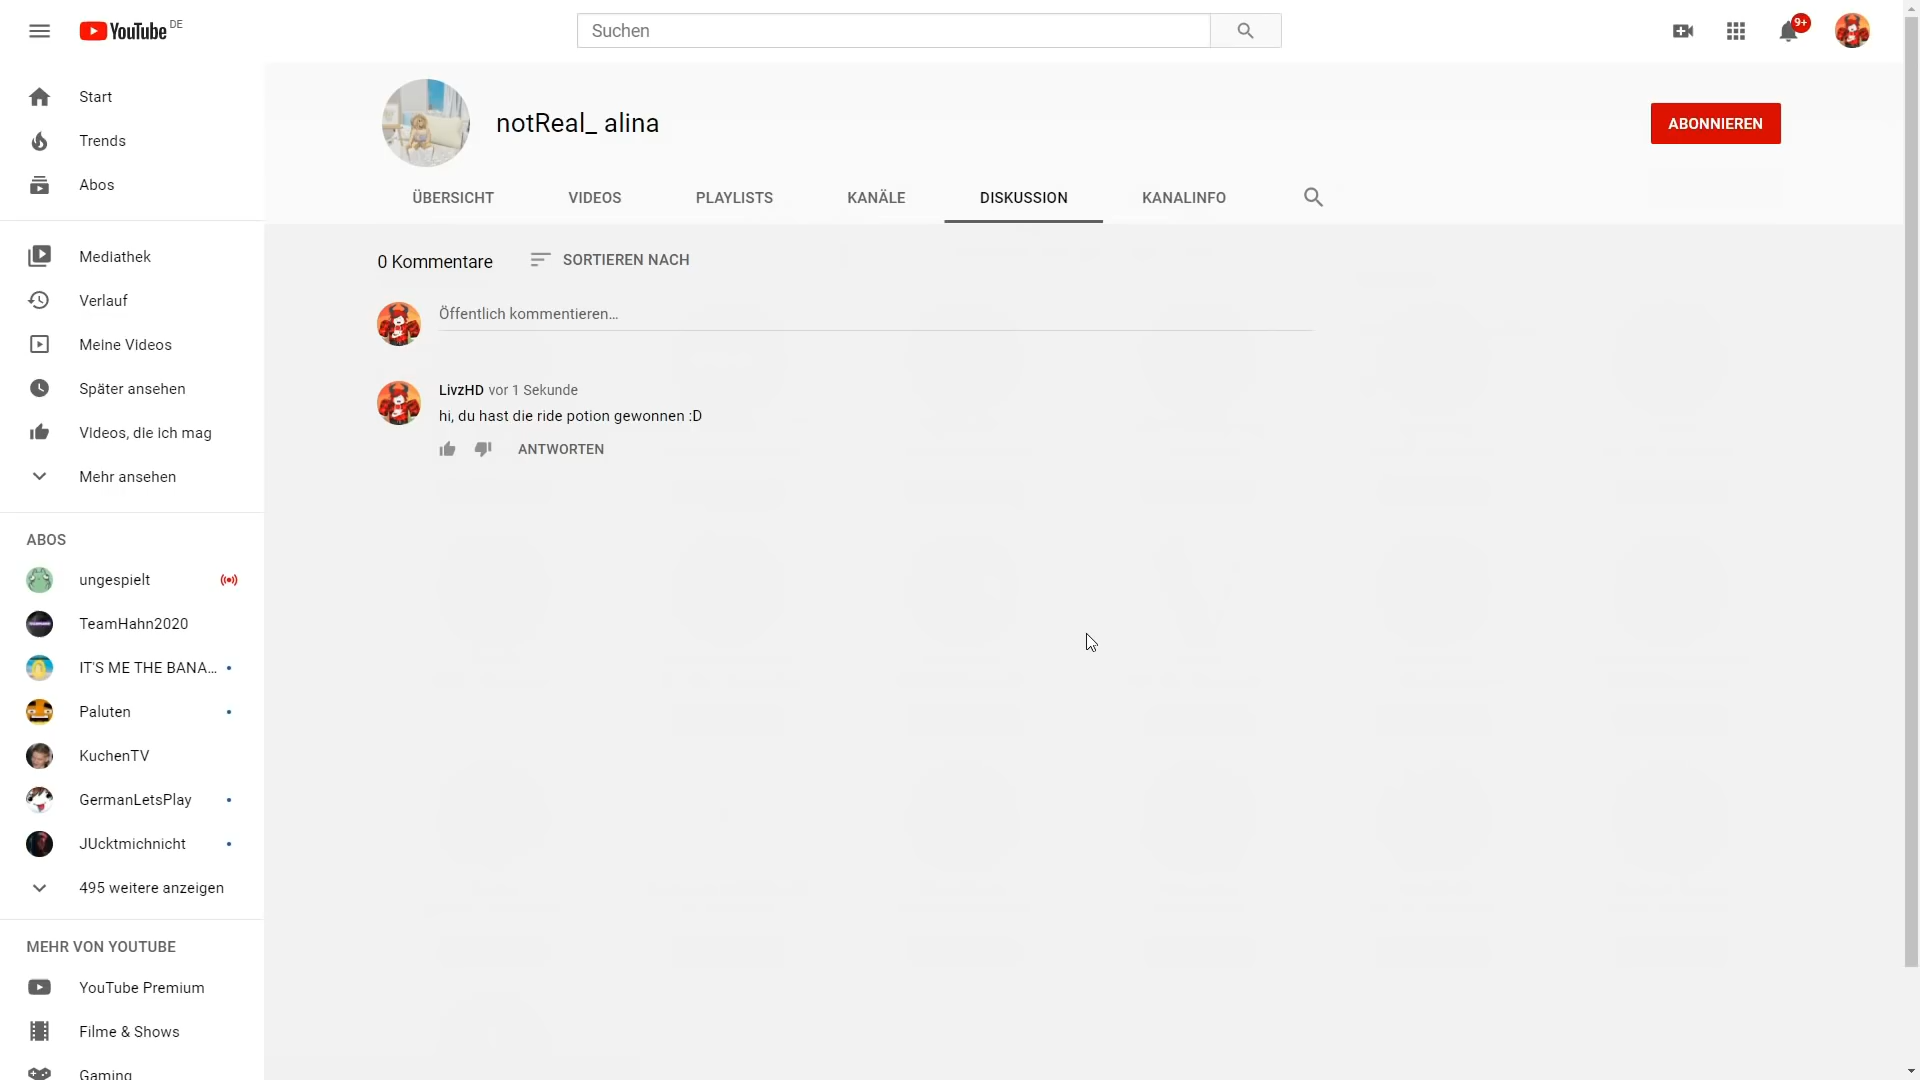 YouTube DE
Suchen
9+
Start
Trends
Abos
Mediathek
Verlauf
Meine Videos
Später ansehen
Videos, die ich mag
Mehr ansehen
ABOS
ungespielt
TeamHahn2020
IT'S ME THE BANA...
Paluten
KuchenTV
GermanLetsPlay
JUcktmichnicht
495 weitere anzeigen
MEHR VON YOUTUBE
YouTube Premium
Filme & Shows
Gaming
notReal_ alina
ABONNIEREN
ÜBERSICHT VIDEOS PLAYLISTS KANÄLE DISKUSSION KANALINFO
0 Kommentare SORTIEREN NACH
Öffentlich kommentieren...
LivzHD vor 1 Sekunde
hi, du hast die ride potion gewonnen :D
ANTWORTEN